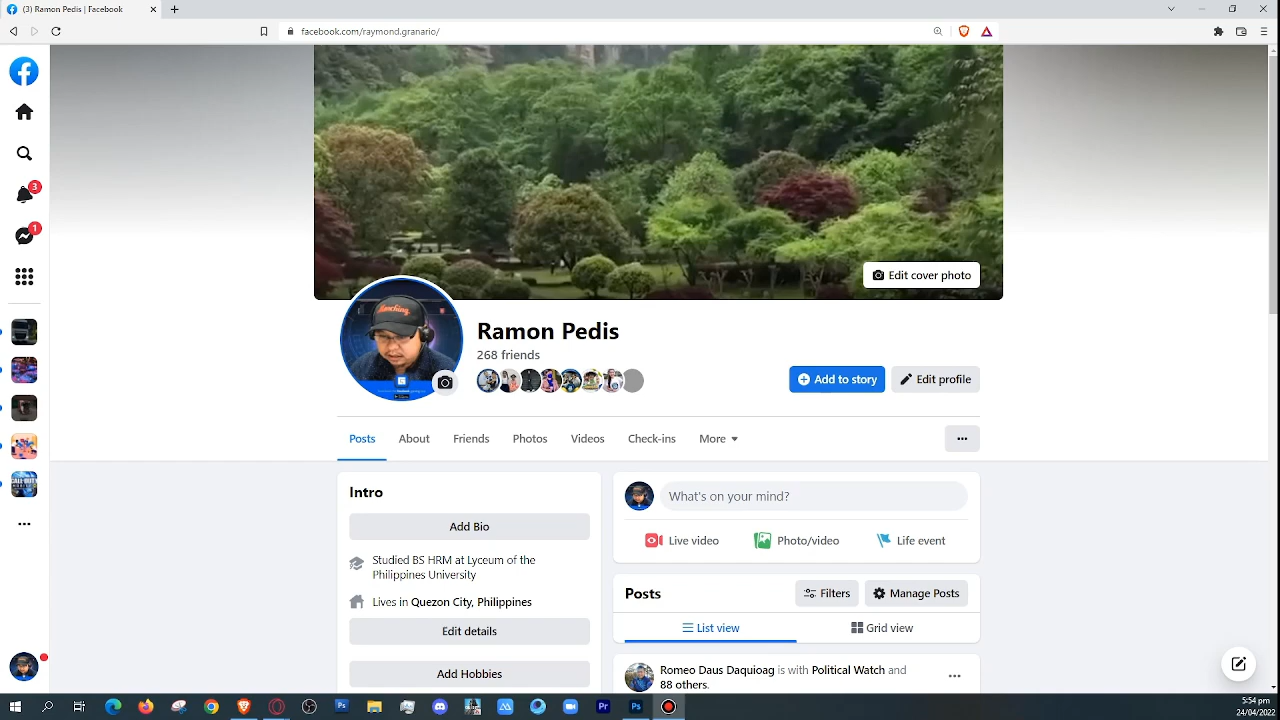 (3) Ramon Pedis | Facebook
facebook.com/raymond.granario/
3
1
Edit cover photo
Ramon Pedis
268 friends
Add to story
Edit profile
Posts
About
Friends
Photos
Videos
Check-ins
More
Intro
Add Bio
Studied BS HRM at Lyceum of the
Philippines University
Lives in Quezon City, Philippines
Edit details
Add Hobbies
What's on your mind?
Live video
Photo/video
Life event
Posts
Filters
Manage Posts
List view
Grid view
Romeo Daus Daquioag is with Political Watch and
88 others.
5:54 pm
24/04/2022